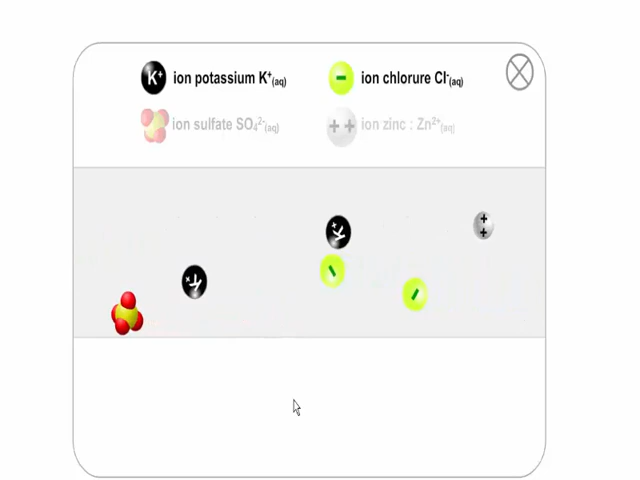 K⁺ ion potassium K⁺(aq) − ion chlorure Cl⁻(aq)
ion sulfate SO₄²⁻(aq) ++ ion zinc : Zn²⁺(aq)
K⁺
++
K⁺
−
−